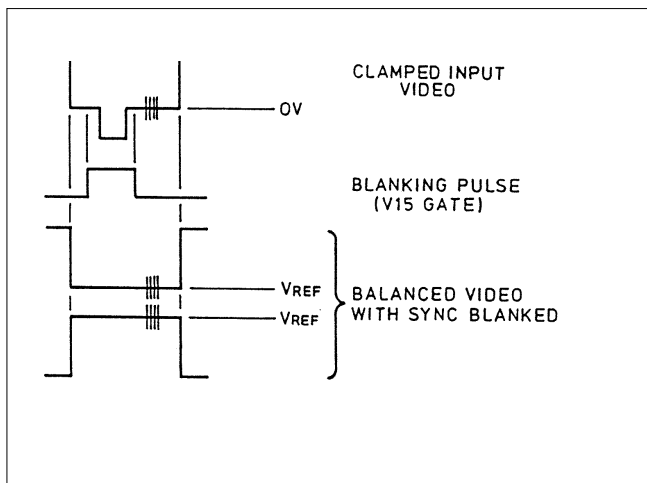 CLAMPED INPUT
VIDEO
OV
BLANKING PULSE
(V15 GATE)
VREF
VREF
BALANCED VIDEO
WITH SYNC BLANKED